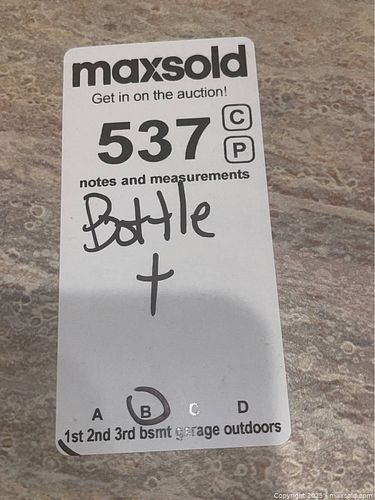 maxsold
Get in on the auction!
537 C
P
notes and measurements
Bottle
+
A B C D
1st 2nd 3rd bsmt garage outdoors
Copyright 2025 - maxsold.com